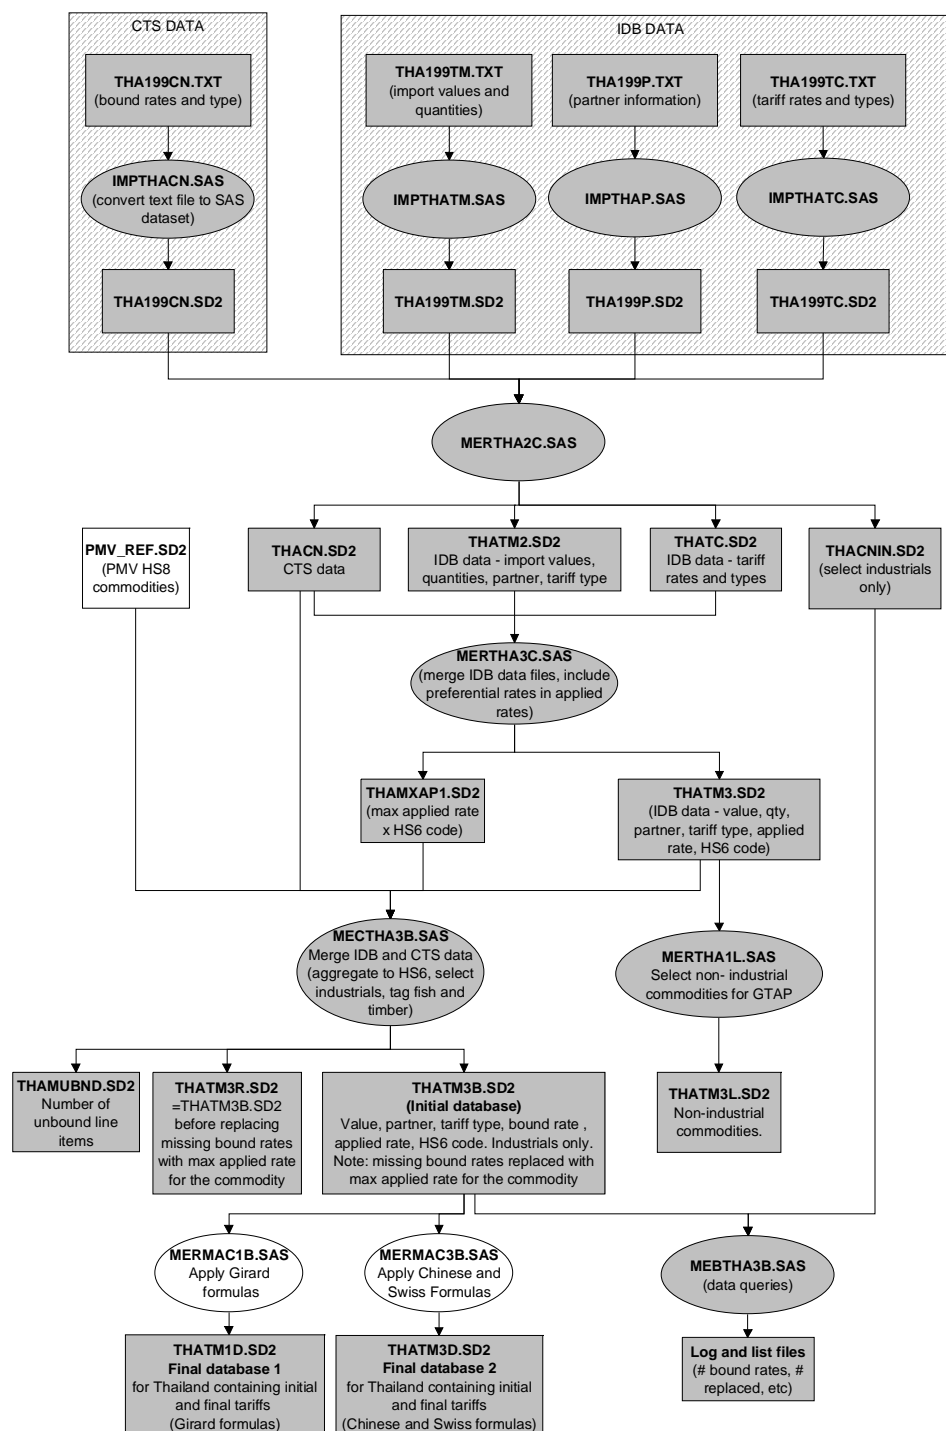 CTS DATA
IDB DATA
THA199CN.TXT
(bound rates and type)
THA199TM.TXT
(import values and
quantities)
THA199P.TXT
(partner information)
THA199TC.TXT
(tariff rates and types)
IMPTHACN.SAS
(convert text file to SAS
dataset)
IMPTHATM.SAS
IMPTHAP.SAS
IMPTHATC.SAS
THA199CN.SD2
THA199TM.SD2
THA199P.SD2
THA199TC.SD2
MERTHA2C.SAS
PMV_REF.SD2
(PMV HS8
commodities)
THACN.SD2
CTS data
THATM2.SD2
IDB data - import values,
quantities, partner, tariff type
THATC.SD2
IDB data - tariff
rates and types
THACNIN.SD2
(select industrials
only)
MERTHA3C.SAS
(merge IDB data files, include
preferential rates in applied
rates)
THAMXAP1.SD2
(max applied rate
x HS6 code)
THATM3.SD2
(IDB data - value, qty,
partner, tariff type, applied
rate, HS6 code)
MECTHA3B.SAS
Merge IDB and CTS data
(aggregate to HS6, select
industrials, tag fish and
timber)
MERTHA1L.SAS
Select non- industrial
commodities for GTAP
THAMUBND.SD2
Number of
unbound line
items
THATM3R.SD2
=THATM3B.SD2
before replacing
missing bound rates
with max applied rate
for the commodity
THATM3B.SD2
(Initial database)
Value, partner, tariff type, bound rate ,
applied rate, HS6 code. Industrials only.
Note: missing bound rates replaced with
max applied rate for the commodity
THATM3L.SD2
Non-industrial
commodities.
MERMAC1B.SAS
Apply Girard
formulas
MERMAC3B.SAS
Apply Chinese and
Swiss Formulas
MEBTHA3B.SAS
(data queries)
THATM1D.SD2
Final database 1
for Thailand containing initial
and final tariffs
(Girard formulas)
THATM3D.SD2
Final database 2
for Thailand containing initial
and final tariffs
(Chinese and Swiss formulas)
Log and list files
(# bound rates, #
replaced, etc)